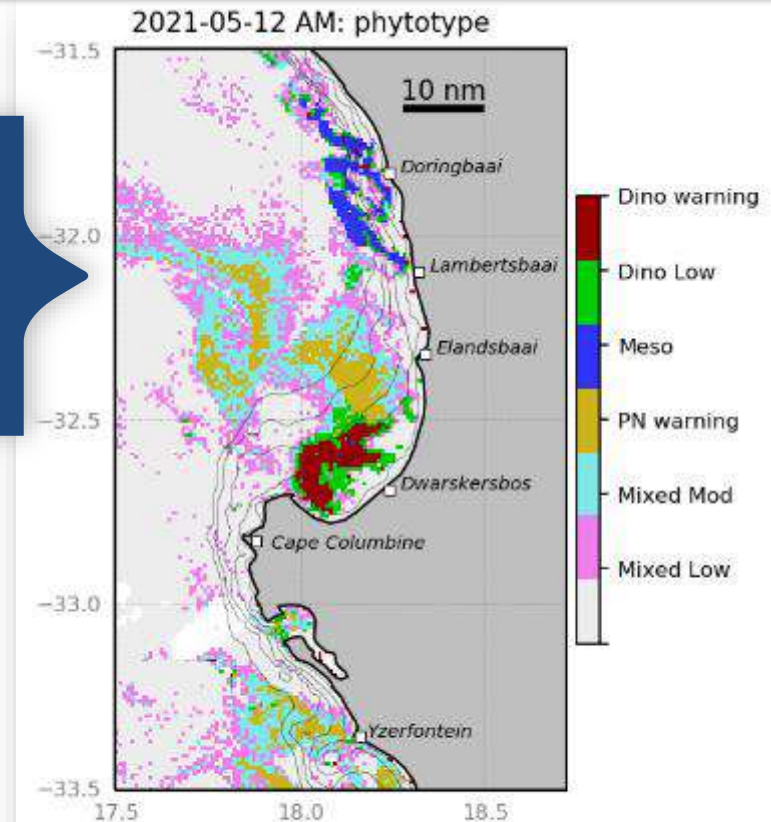 2021-05-12 AM: phytotype
−31.5
10 nm
Doringbaai
Dino warning
−32.0
Lambertsbaai
Dino Low
Elandsbaai
Meso
−32.5
PN warning
Dwarskersbos
Mixed Mod
Cape Columbine
Mixed Low
−33.0
Yzerfontein
−33.5
17.5 18.0 18.5